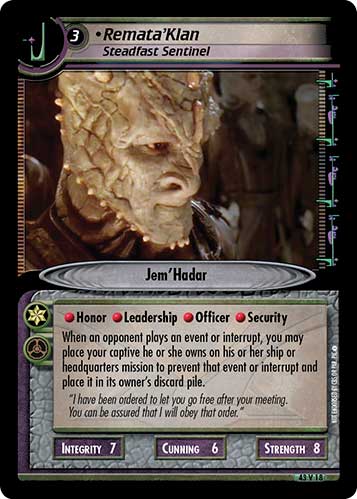 3
•Remata'Klan
Steadfast Sentinel
Jem'Hadar
Honor Leadership Officer Security
When an opponent plays an event or interrupt, you may
place your captive he or she owns on his or her ship or
headquarters mission to prevent that event or interrupt and
place it in its owner's discard pile.
"I have been ordered to let you go free after your meeting.
You can be assured that I will obey that order."
INTEGRITY 7 CUNNING 6 STRENGTH 8
43 V 18